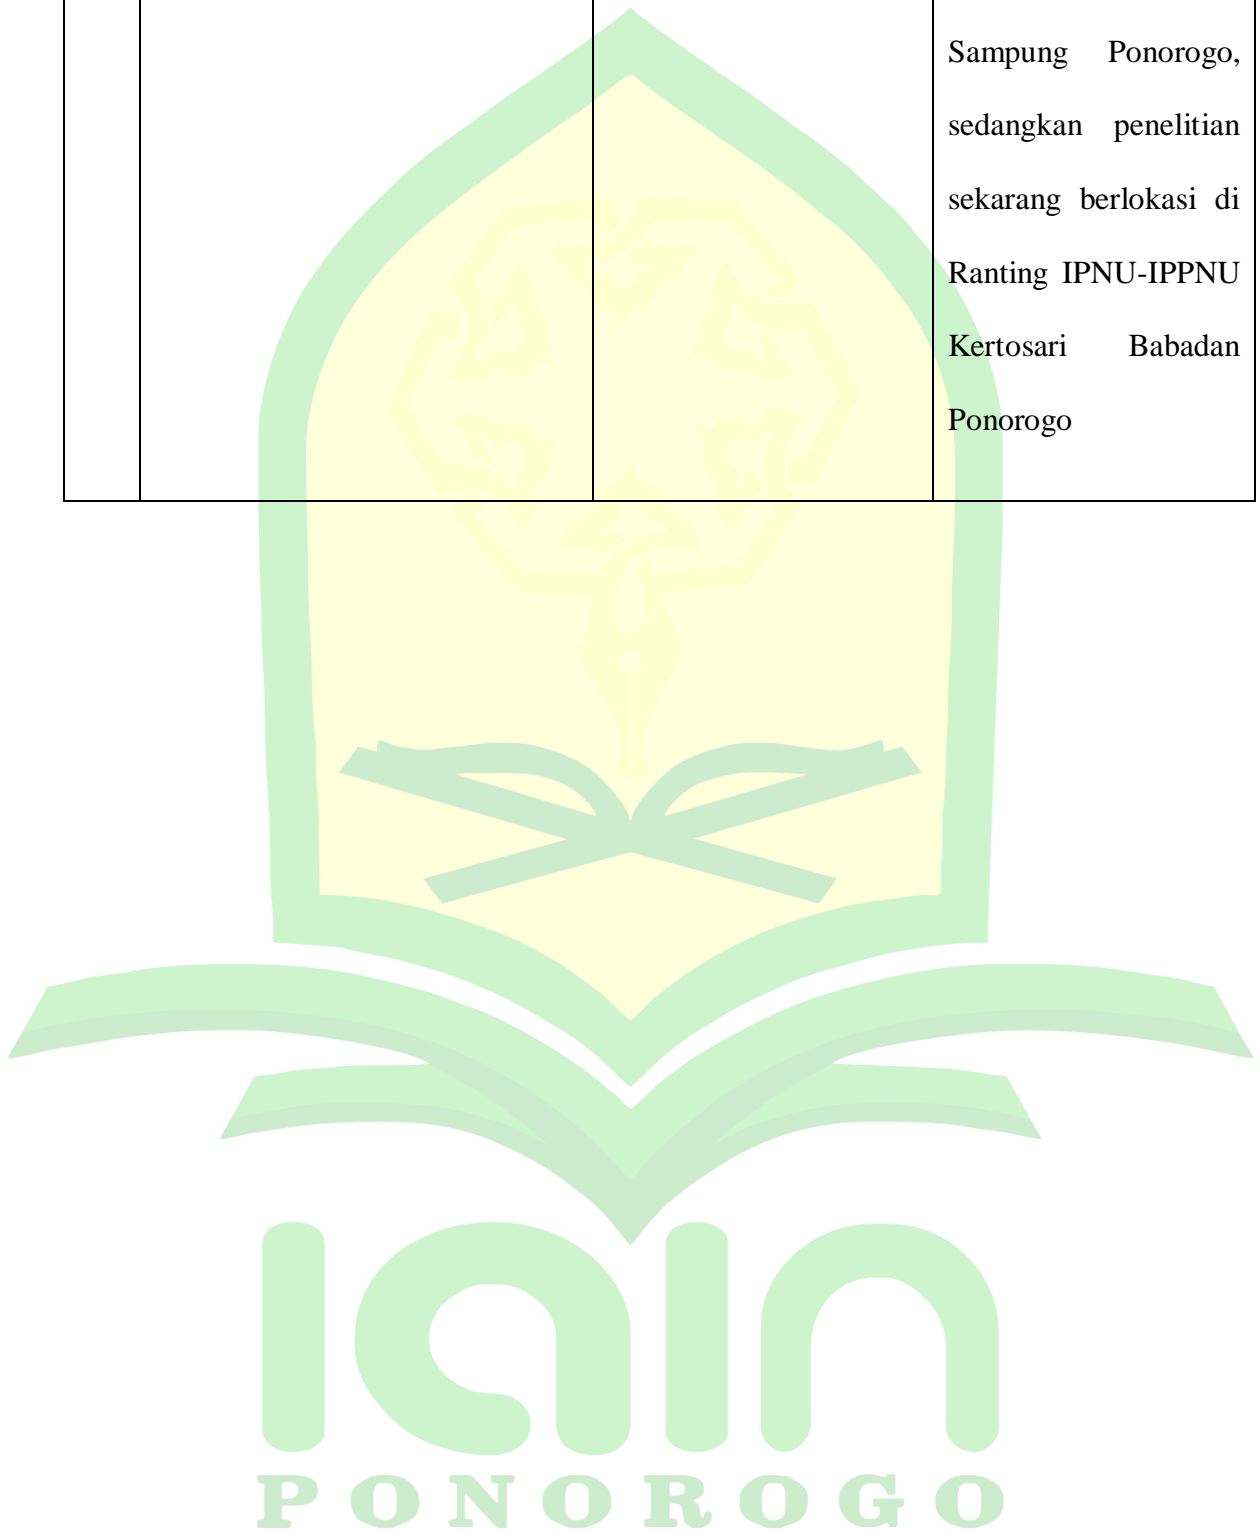 Sampung Ponorogo,
sedangkan penelitian
sekarang berlokasi di
Ranting IPNU-IPPNU
Kertosari Babadan
Ponorogo
iain
PONOROGO